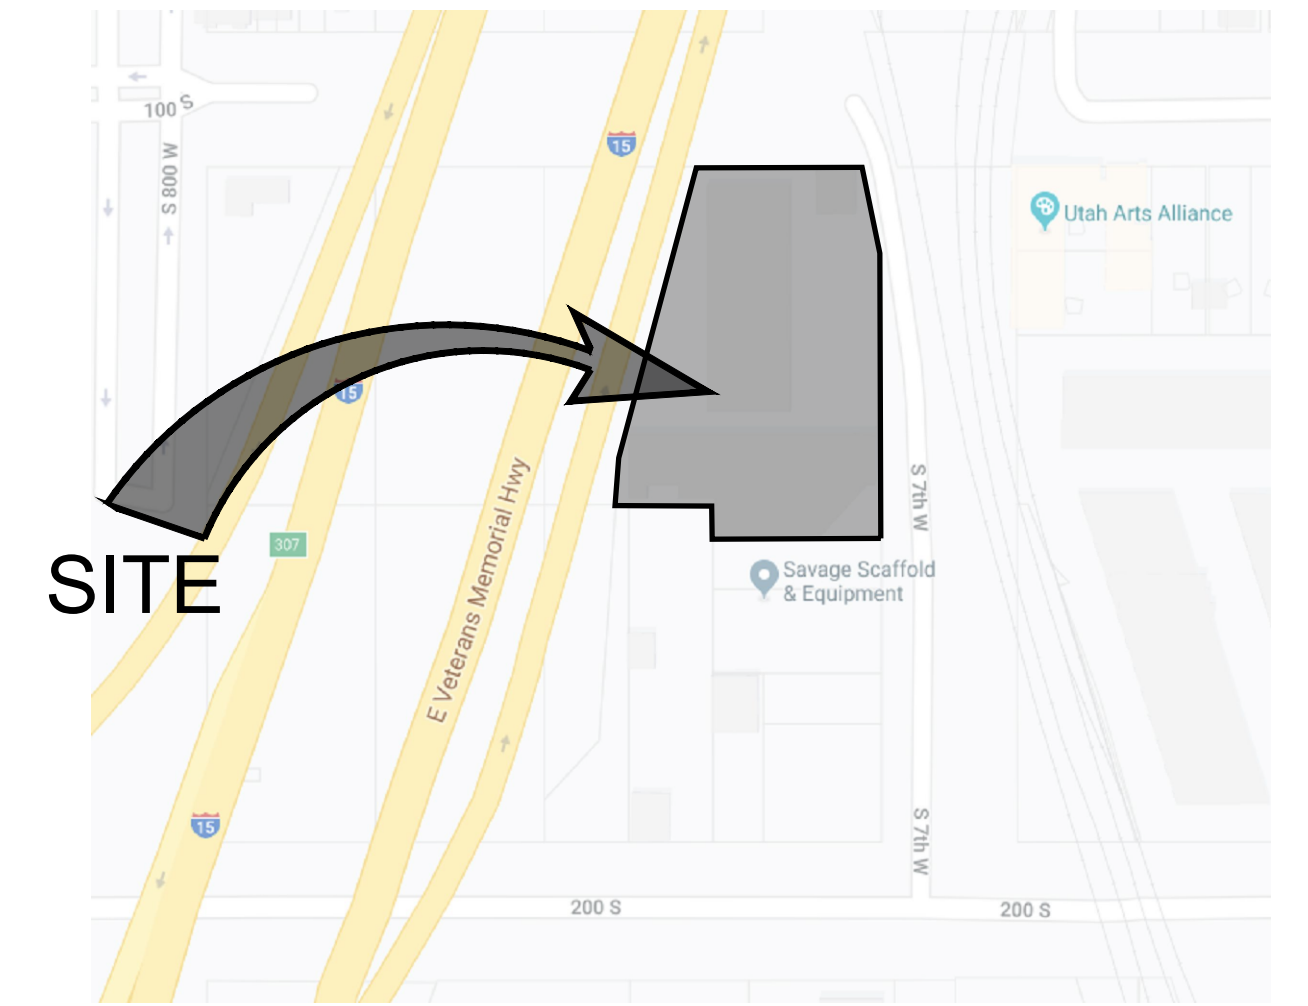 15
100 S
S 800 W
Utah Arts Alliance
15
S 7th W
E Veterans Memorial Hwy
307
SITE
Savage Scaffold
& Equipment
15
S 7th W
200 S
200 S